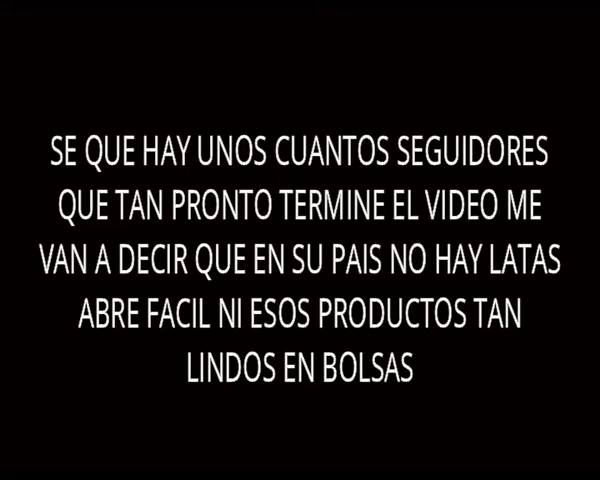 SE QUE HAY UNOS CUANTOS SEGUIDORES
QUE TAN PRONTO TERMINE EL VIDEO ME
VAN A DECIR QUE EN SU PAIS NO HAY LATAS
ABRE FACIL NI ESOS PRODUCTOS TAN
LINDOS EN BOLSAS